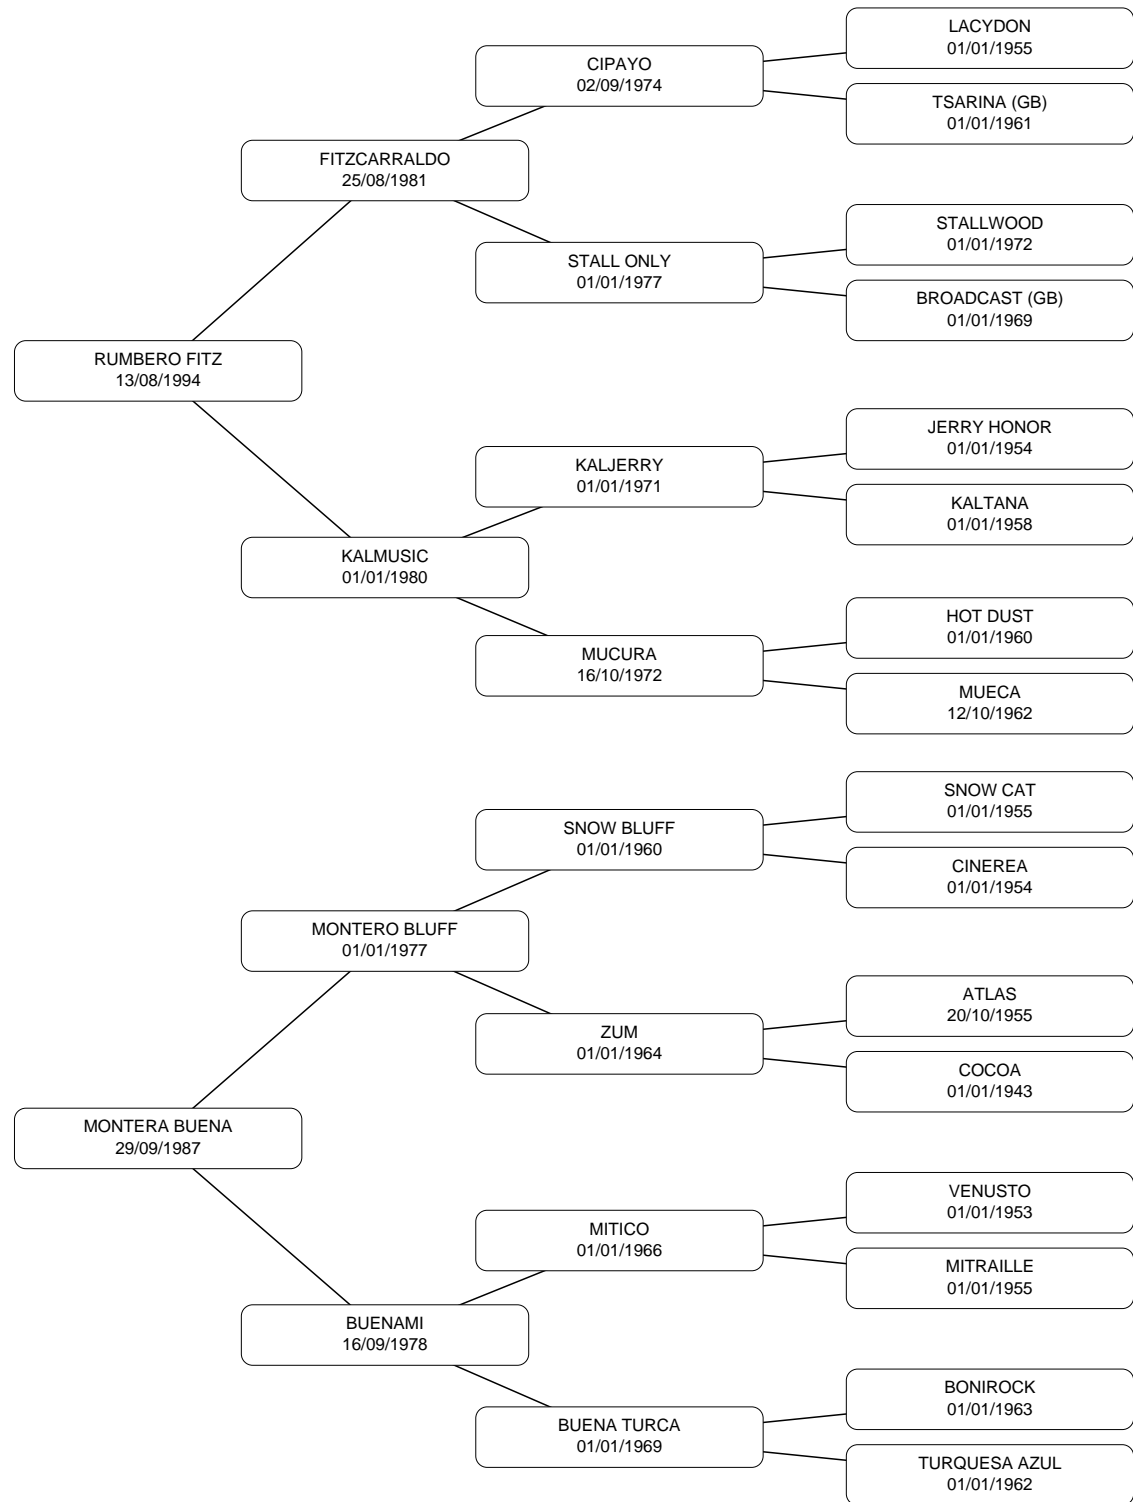 LACYDON
01/01/1955
CIPAYO
02/09/1974
TSARINA (GB)
01/01/1961
FITZCARRALDO
25/08/1981
STALLWOOD
01/01/1972
STALL ONLY
01/01/1977
BROADCAST (GB)
01/01/1969
RUMBERO FITZ
13/08/1994
JERRY HONOR
01/01/1954
KALJERRY
01/01/1971
KALTANA
01/01/1958
KALMUSIC
01/01/1980
HOT DUST
01/01/1960
MUCURA
16/10/1972
MUECA
12/10/1962
SNOW CAT
01/01/1955
SNOW BLUFF
01/01/1960
CINEREA
01/01/1954
MONTERO BLUFF
01/01/1977
ATLAS
20/10/1955
ZUM
01/01/1964
COCOA
01/01/1943
MONTERA BUENA
29/09/1987
VENUSTO
01/01/1953
MITICO
01/01/1966
MITRAILLE
01/01/1955
BUENAMI
16/09/1978
BONIROCK
01/01/1963
BUENA TURCA
01/01/1969
TURQUESA AZUL
01/01/1962